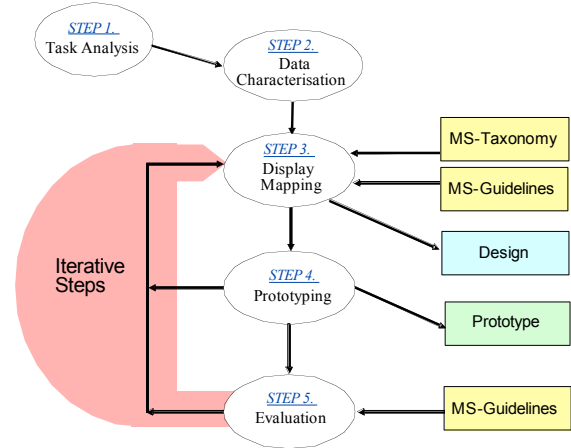 STEP 1.
Task Analysis
STEP 2.
Data
Characterisation
STEP 3.
Display
Mapping
MS-Taxonomy
MS-Guidelines
Design
Iterative
Steps
STEP 4.
Prototyping
Prototype
STEP 5.
Evaluation
MS-Guidelines